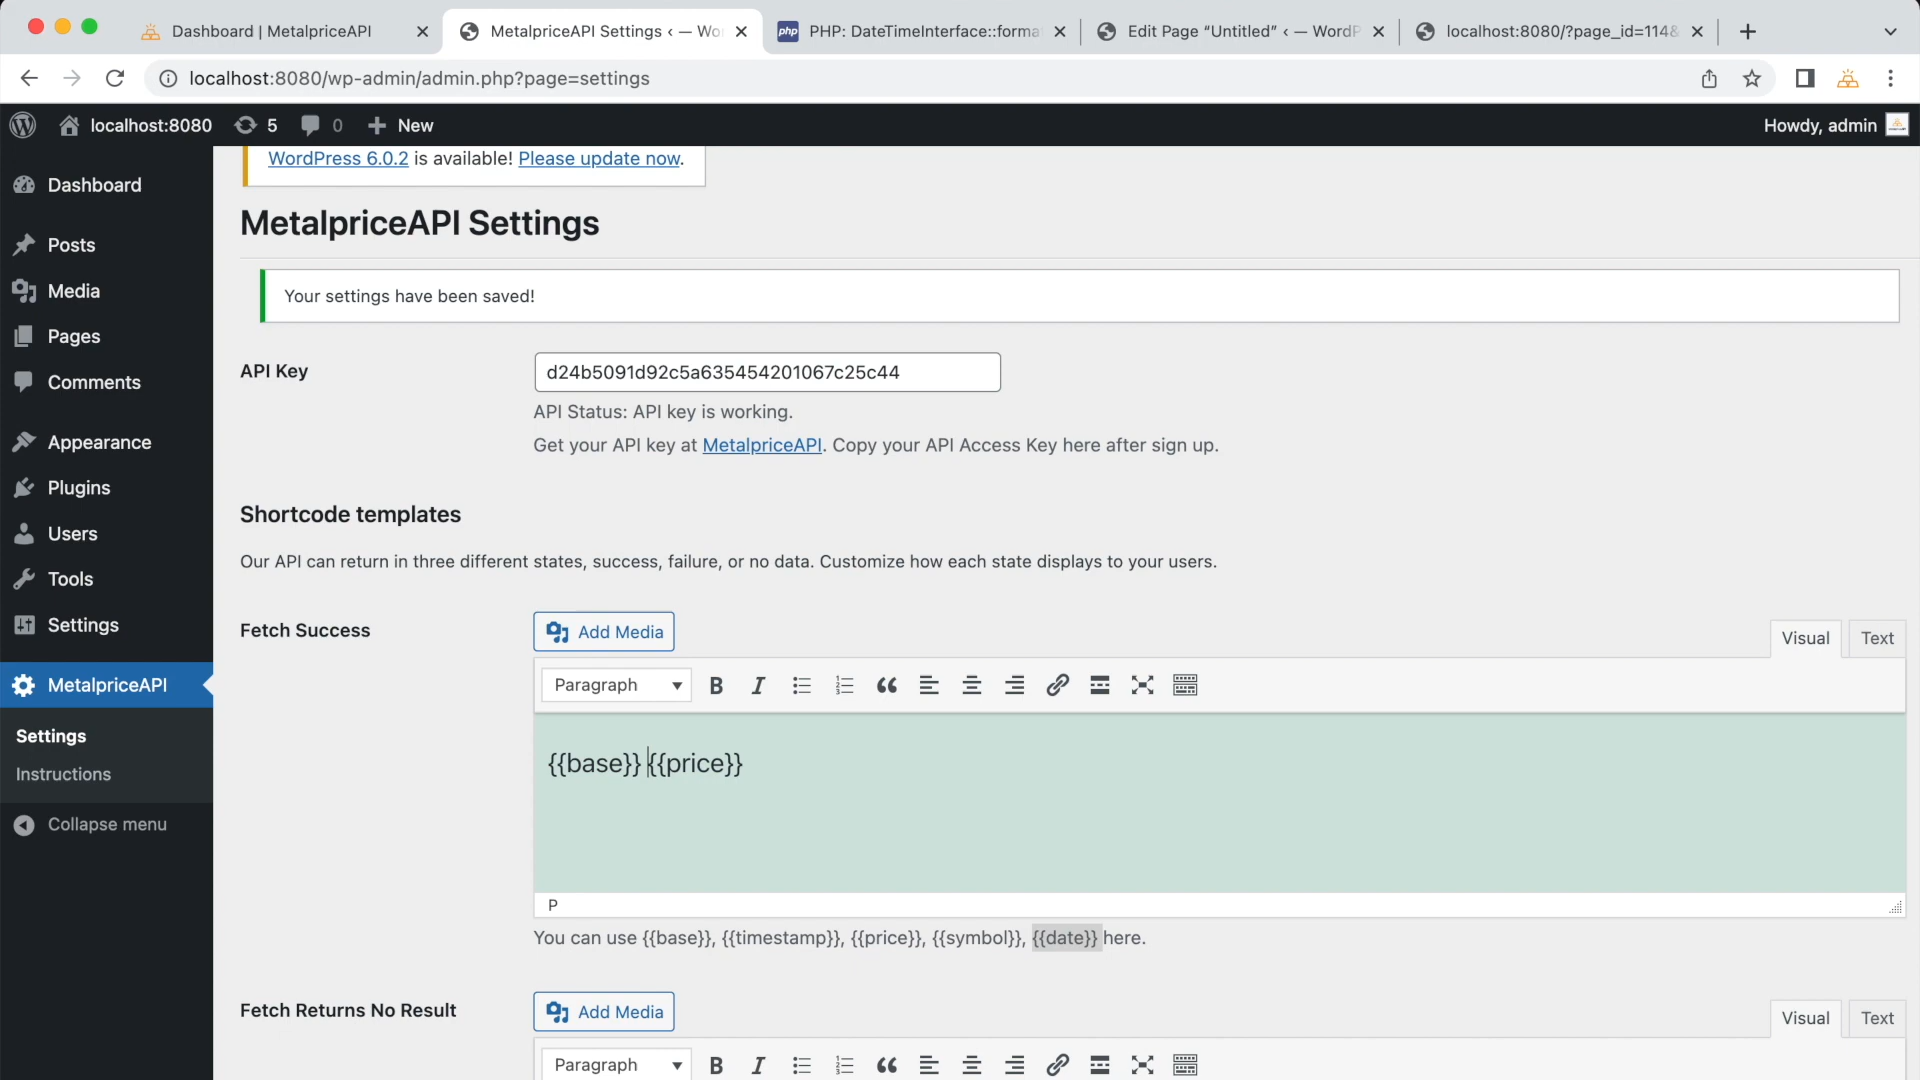 Dashboard | MetalpriceAPI
MetalpriceAPI Settings ‹ — Wo
php PHP: DateTimeInterface::forma
Edit Page “Untitled” ‹ — WordP
localhost:8080/?page_id=114&
localhost:8080/wp-admin/admin.php?page=settings
localhost:8080 5 0 New
Howdy, admin
WordPress 6.0.2 is available! Please update now.
Dashboard
Posts
Media
Pages
Comments
Appearance
Plugins
Users
Tools
Settings
MetalpriceAPI
Settings
Instructions
Collapse menu
MetalpriceAPI Settings
Your settings have been saved!
API Key
d24b5091d92c5a635454201067c25c44
API Status: API key is working.
Get your API key at MetalpriceAPI. Copy your API Access Key here after sign up.
Shortcode templates
Our API can return in three different states, success, failure, or no data. Customize how each state displays to your users.
Fetch Success
Add Media
Visual Text
Paragraph
{{base}} {{price}}
P
You can use {{base}}, {{timestamp}}, {{price}}, {{symbol}}, {{date}} here.
Fetch Returns No Result
Add Media
Visual Text
Paragraph